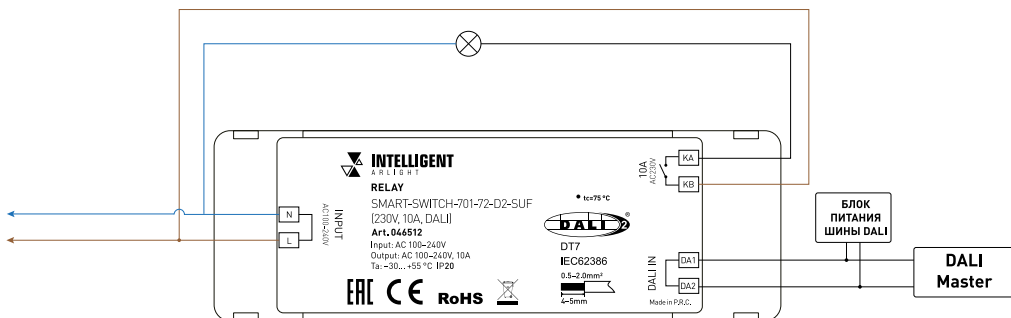 INTELLIGENT
ARLIGHT
RELAY
SMART-SWITCH-701-72-D2-SUF
(230V, 10A, DALI)
Art. 046512
Input: AC 100-240V
Output: AC 100-240V, 10A
Ta: -30... +55 °C IP20
EAC CE RoHS
N
L
INPUT
AC100-240V
tc=75 °C
DALI 2 ®
DT7
IEC62386
0.5-2.0mm²
4-5mm
10A
AC230V
KA
KB
DALI IN
DA1
DA2
Made in P.R.C.
БЛОК
ПИТАНИЯ
ШИНЫ DALI
DALI
Master